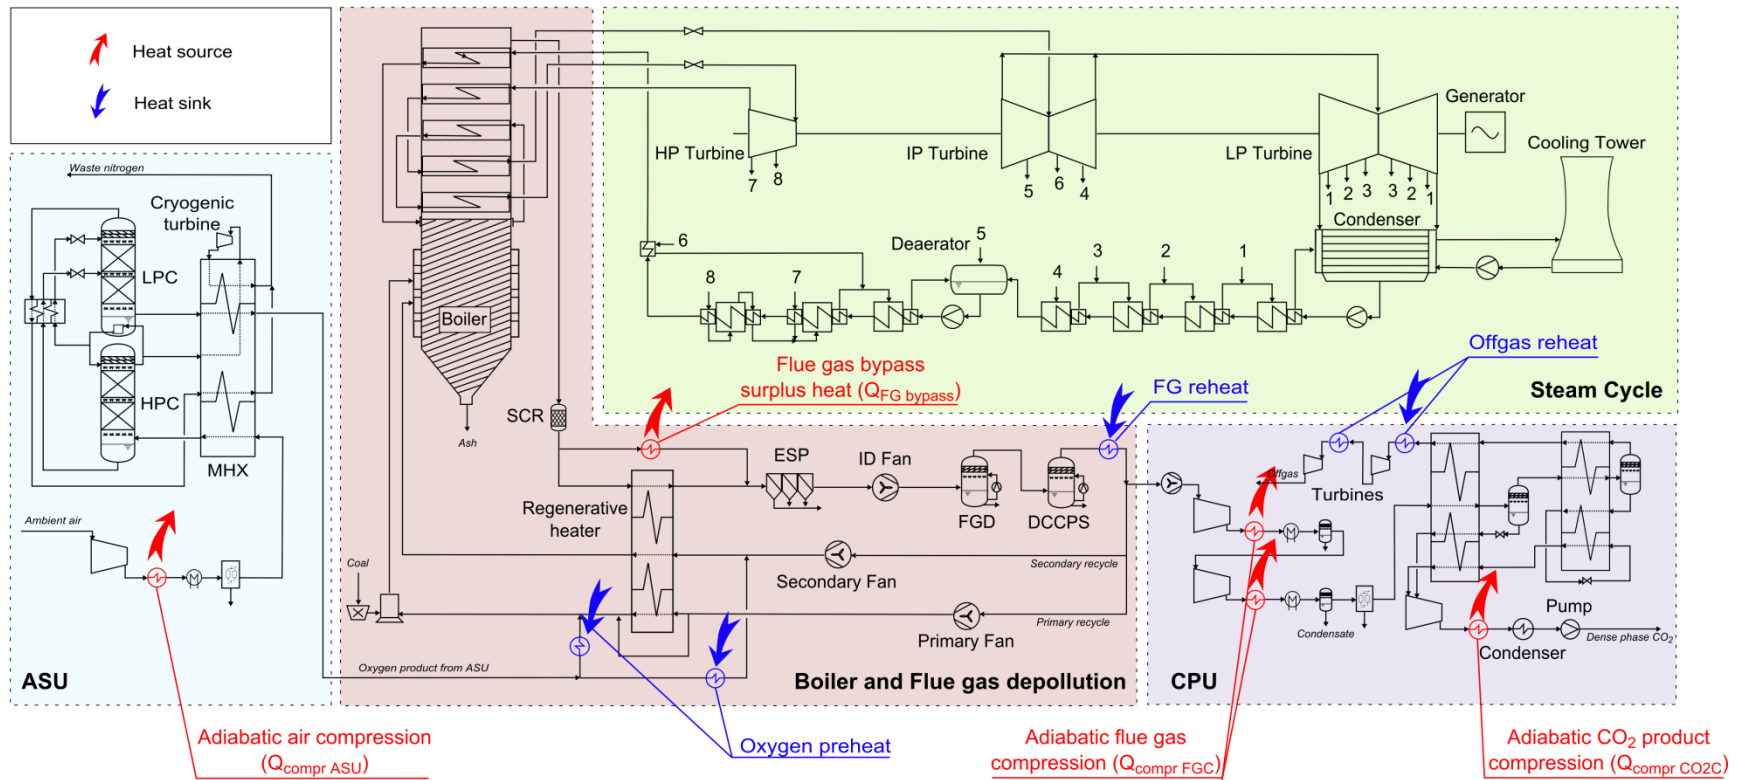 Heat source
Heat sink
Waste nitrogen
Cryogenic
turbine
LPC
HPC
MHX
Ambient air
ASU
Adiabatic air compression
(Qcompr ASU)
Boiler
Ash
SCR
Flue gas bypass
surplus heat (QFG bypass)
ESP
ID Fan
FGD
DCCPS
FG reheat
Regenerative
heater
Secondary Fan
Secondary recycle
Coal
Primary Fan
Primary recycle
Oxygen product from ASU
Boiler and Flue gas depollution
Oxygen preheat
HP Turbine
7
8
IP Turbine
5
6
4
LP Turbine
1
2
3
3
2
1
Generator
Cooling Tower
Condenser
6
Deaerator
5
8
7
4
3
2
1
Steam Cycle
Offgas reheat
Offgas
Turbines
Condensate
Pump
Condenser
Dense phase CO2
CPU
Adiabatic flue gas
compression (Qcompr FGC)
Adiabatic CO2 product
compression (Qcompr CO2C)